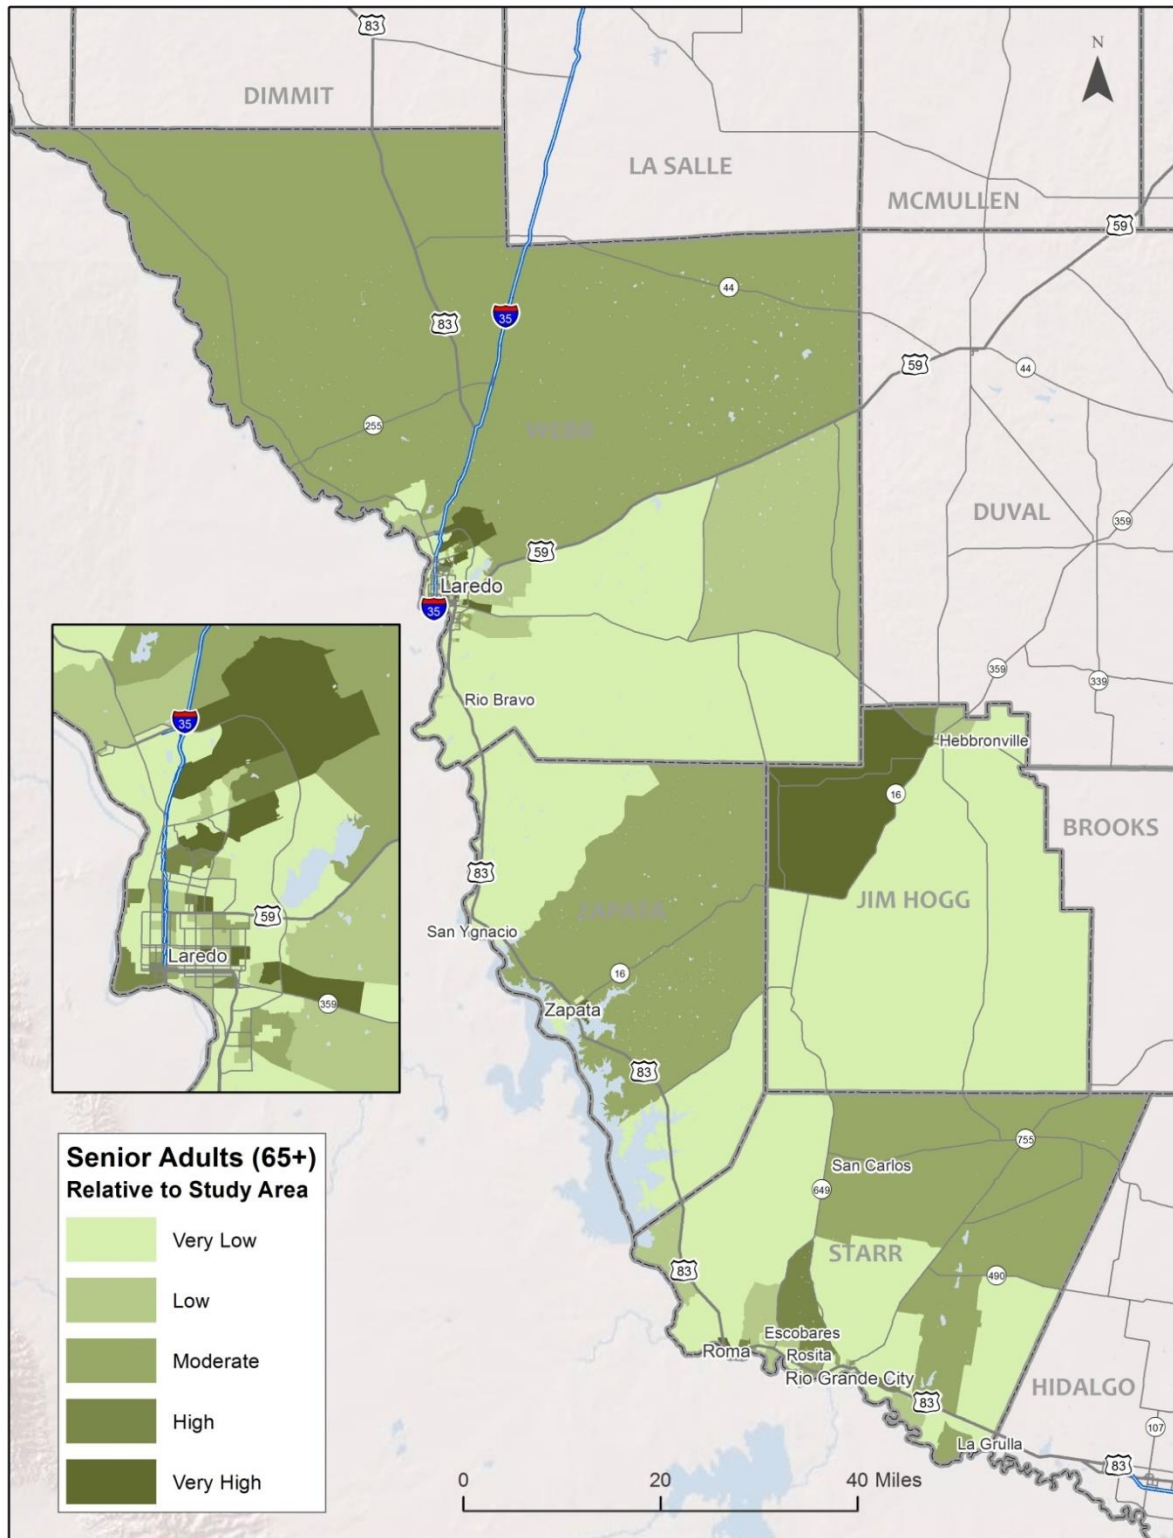 83
N
DIMMIT
LA SALLE
MCMULLEN
59
44
35
83
59
44
255
WEBB
DUVAL
359
59
Laredo
35
359
339
Rio Bravo
Hebbronville
35
16
BROOKS
83
JIM HOGG
ZAPATA
San Ygnacio
59
Laredo
16
359
Zapata
83
755
San Carlos
649
STARR
83
490
Escobares
Roma
Rosita
Rio Grande City
HIDALGO
83
107
La Grulla
83
Senior Adults (65+)
Relative to Study Area
Very Low
Low
Moderate
High
Very High
0 20 40 Miles